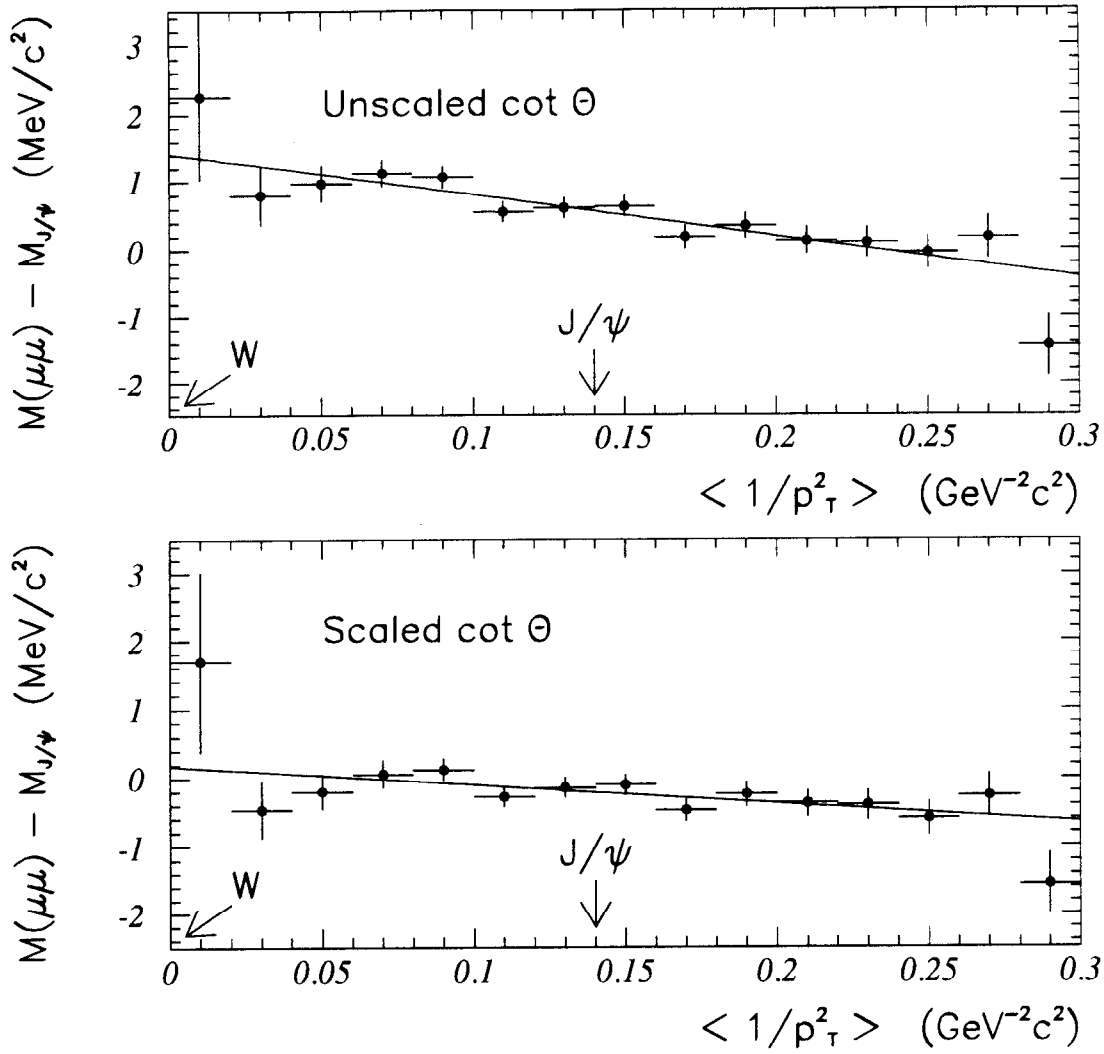 M(μμ) − M_J/ψ (MeV/c²)
3
2
1
0
-1
-2
Unscaled cot Θ
W
J/ψ
0 0.05 0.1 0.15 0.2 0.25 0.3
< 1/p²_T > (GeV⁻²c²)
M(μμ) − M_J/ψ (MeV/c²)
3
2
1
0
-1
-2
Scaled cot Θ
W
J/ψ
0 0.05 0.1 0.15 0.2 0.25 0.3
< 1/p²_T > (GeV⁻²c²)